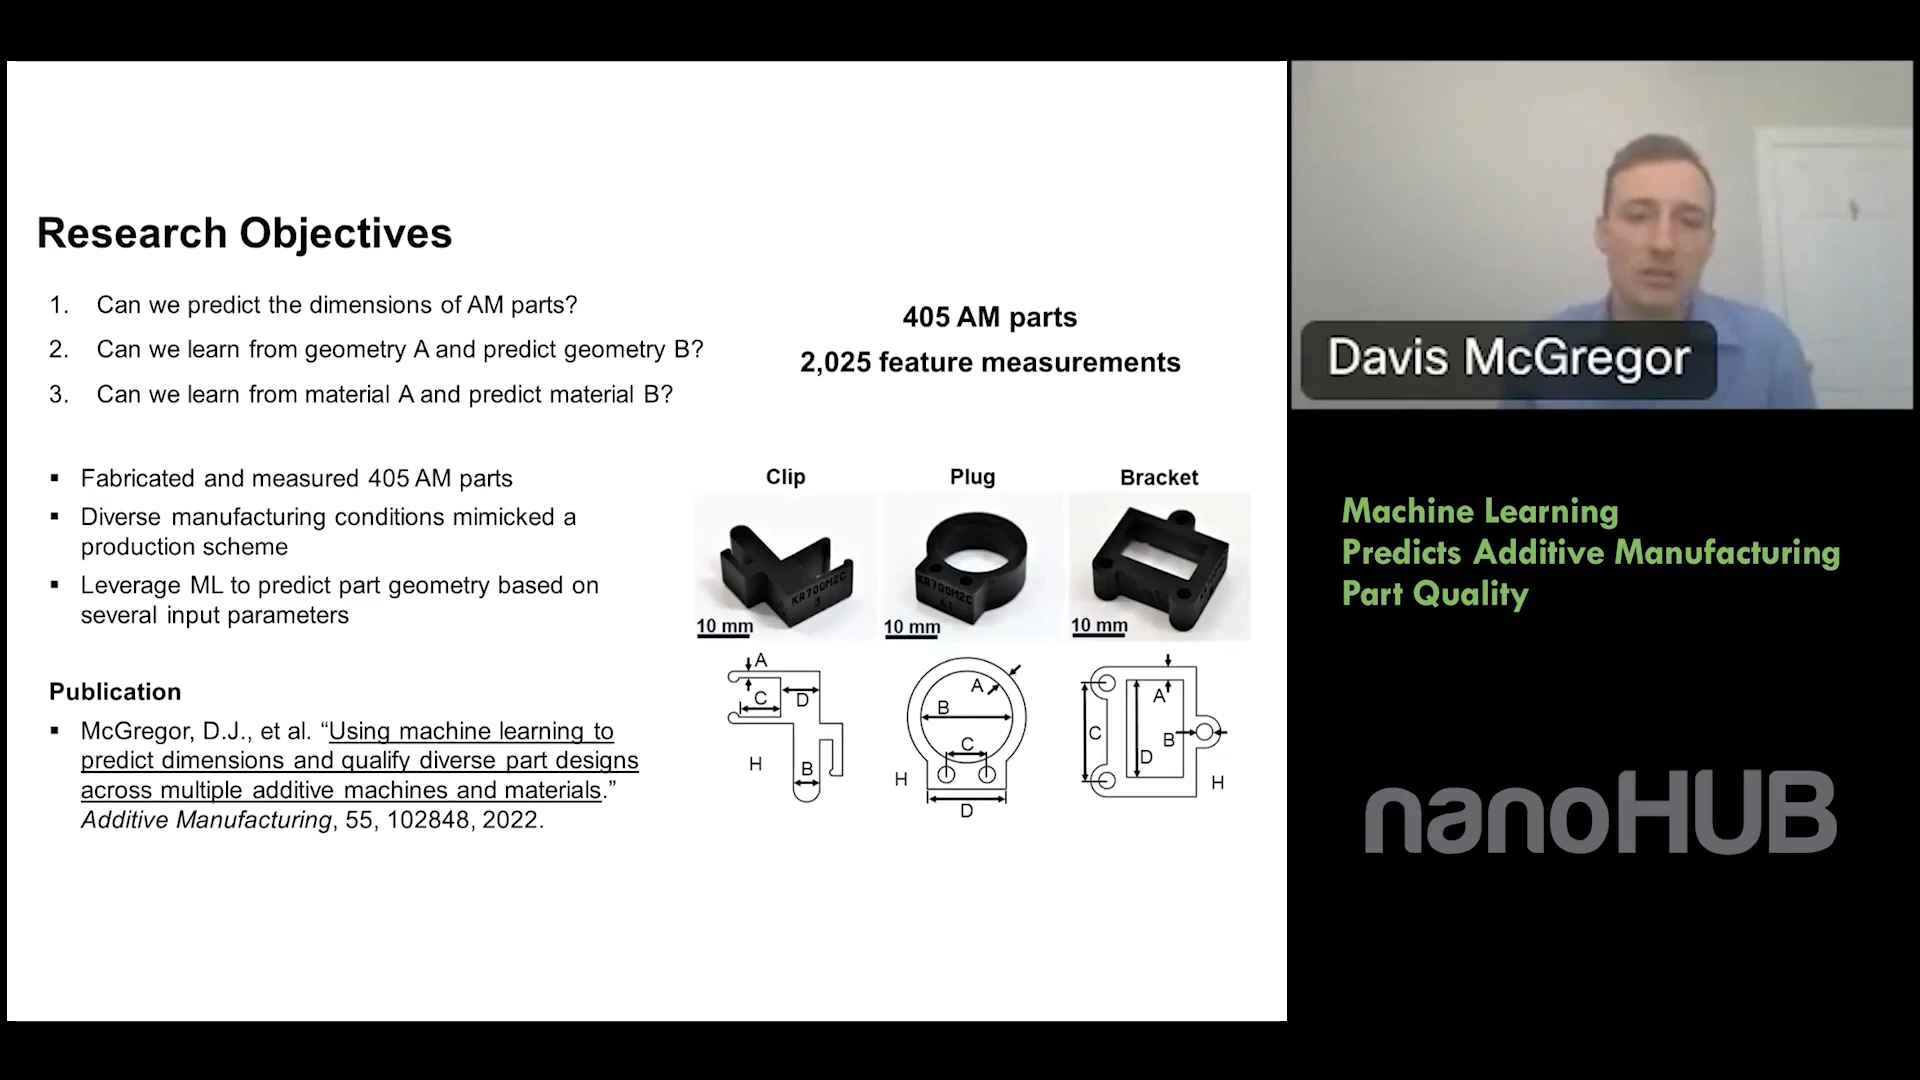 Research Objectives
1. Can we predict the dimensions of AM parts?
2. Can we learn from geometry A and predict geometry B?
3. Can we learn from material A and predict material B?
405 AM parts
2,025 feature measurements
▪ Fabricated and measured 405 AM parts
▪ Diverse manufacturing conditions mimicked a
production scheme
▪ Leverage ML to predict part geometry based on
several input parameters
Publication
▪ McGregor, D.J., et al. “Using machine learning to
predict dimensions and qualify diverse part designs
across multiple additive machines and materials.”
Additive Manufacturing, 55, 102848, 2022.
Clip
KR700M2C
3
10 mm
A
C
D
H
B
Plug
KR700M2C
10 mm
A
B
C
H
D
Bracket
10 mm
A
C
B
D
H
Davis McGregor
Machine Learning
Predicts Additive Manufacturing
Part Quality
nanoHUB